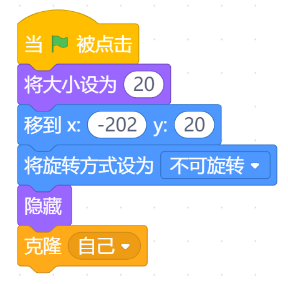 当 被点击
将大小设为 20
移到 x: -202 y: 20
将旋转方式设为 不可旋转
隐藏
克隆 自己